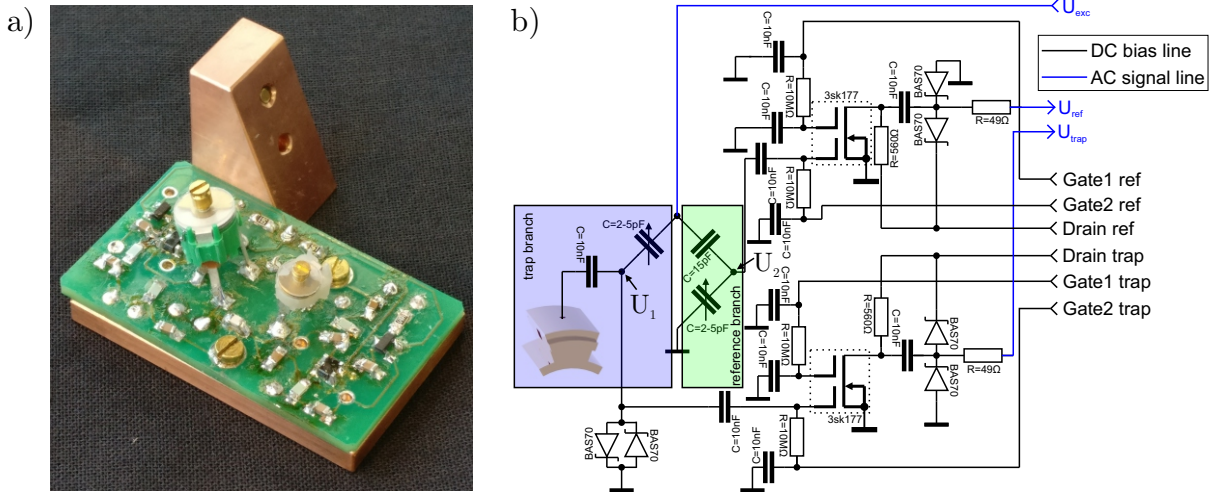 a)
b)
U_exc
DC bias line
AC signal line
C=10nF
R=10MΩ
C=10nF
3sk177
C=10nF
BAS70
BAS70
R=49Ω
U_ref
U_trap
R=560Ω
C=10nF
R=10MΩ
C=10nF
Gate1 ref
Gate2 ref
Drain ref
Drain trap
Gate1 trap
Gate2 trap
trap branch
C=10nF
C=2-5pF
C=15pF
U_2
U_1
C=2-5pF
reference branch
C=10nF
R=10MΩ
C=10nF
R=560Ω
C=10nF
BAS70
BAS70
R=49Ω
3sk177
C=10nF
R=10MΩ
C=10nF
BAS70
BAS70